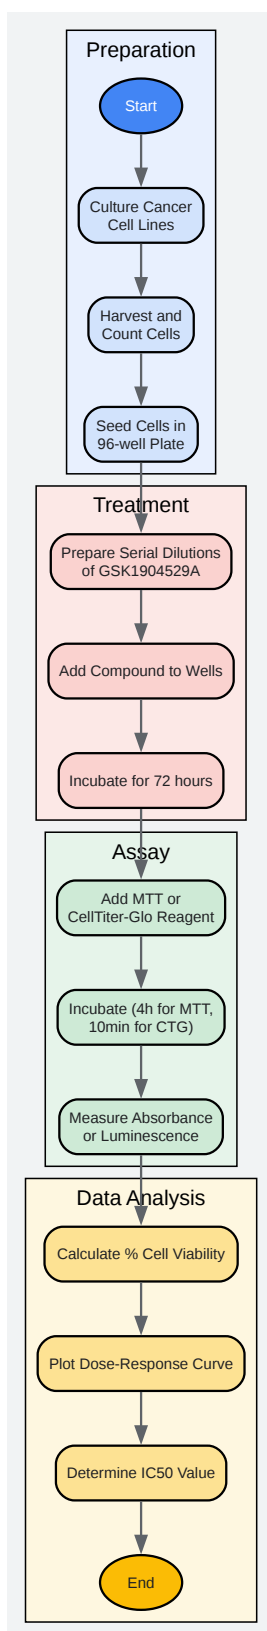 Preparation
Start
Culture Cancer
Cell Lines
Harvest and
Count Cells
Seed Cells in
96-well Plate
Treatment
Prepare Serial Dilutions
of GSK1904529A
Add Compound to Wells
Incubate for 72 hours
Assay
Add MTT or
CellTiter-Glo Reagent
Incubate (4h for MTT,
10min for CTG)
Measure Absorbance
or Luminescence
Data Analysis
Calculate % Cell Viability
Plot Dose-Response Curve
Determine IC50 Value
End